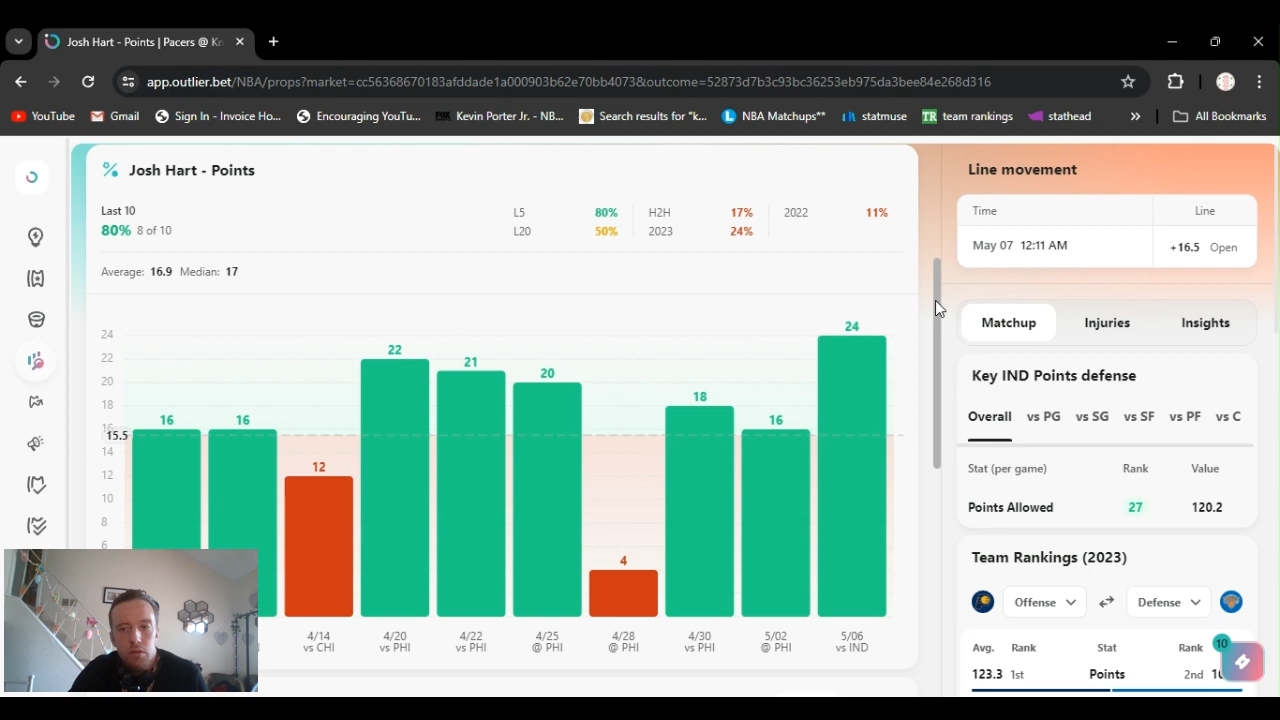 Josh Hart - Points | Pacers @ Kn
app.outlier.bet/NBA/props?market=cc56368670183afddade1a000903b62e70bb4073&outcome=52873d7b3c93bc36253eb975da3bee84e268d316
YouTube Gmail Sign In - Invoice Ho... Encouraging YouTu... FOX Kevin Porter Jr. - NB... Search results for "k... L NBA Matchups** statmuse TR team rankings stathead » All Bookmarks
Josh Hart - Points
Last 10
80% 8 of 10
L5 80% H2H 17% 2022 11%
L20 50% 2023 24%
Average: 16.9 Median: 17
24
22
20
18
16
15.5
14
12
10
8
6
16 16 12 22 21 20 4 18 16 24
4/14 4/20 4/22 4/25 4/28 4/30 5/02 5/06
vs CHI vs PHI vs PHI @ PHI @ PHI vs PHI @ PHI vs IND
Line movement
Time Line
May 07 12:11 AM +16.5 Open
Matchup Injuries Insights
Key IND Points defense
Overall vs PG vs SG vs SF vs PF vs C
Stat (per game) Rank Value
Points Allowed 27 120.2
Team Rankings (2023)
Offense Defense
Avg. Rank Stat Rank
10
123.3 1st Points 2nd